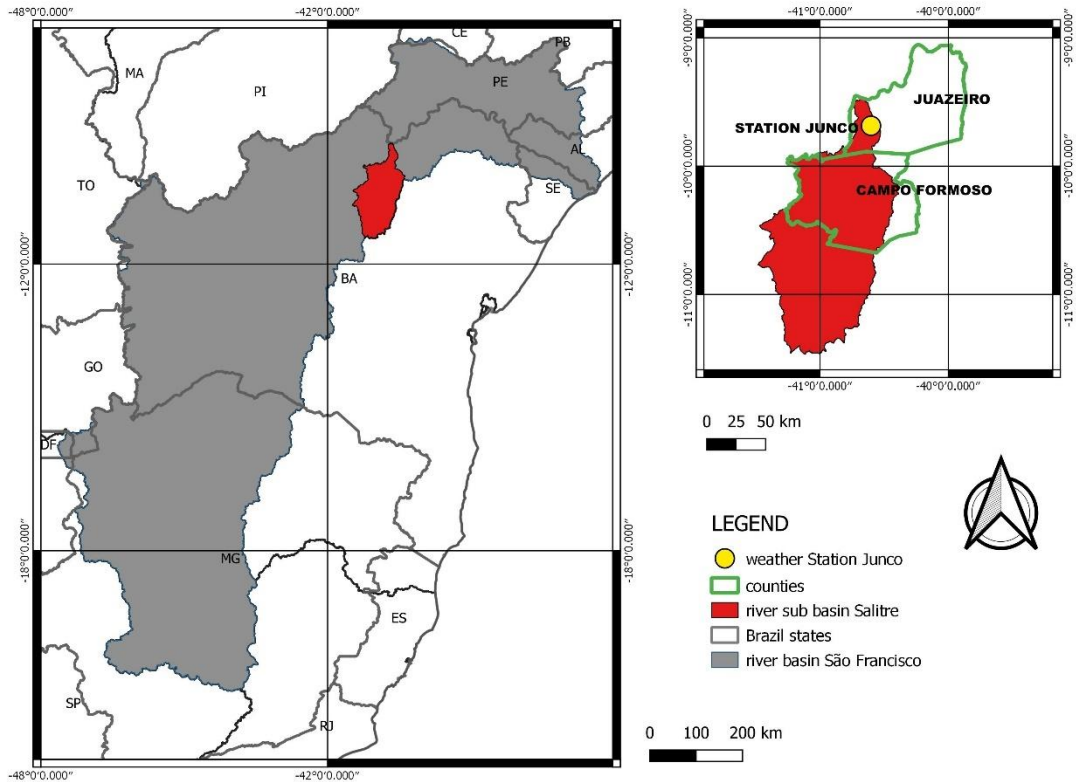 -48°0'0.000"
-42°0'0.000"
CE
PB
MA
PI
PE
TO
AL
SE
-12°0'0.000"
-12°0'0.000"
BA
GO
DF
-18°0'0.000"
-18°0'0.000"
MG
ES
SP
RJ
-48°0'0.000"
-42°0'0.000"
-41°0'0.000"
-40°0'0.000"
-9°0'0.000"
-9°0'0.000"
JUAZEIRO
STATION JUNCO
-10°0'0.000"
-10°0'0.000"
CAMPO FORMOSO
-11°0'0.000"
-11°0'0.000"
-41°0'0.000"
-40°0'0.000"
0 25 50 km
LEGEND
weather Station Junco
counties
river sub basin Salitre
Brazil states
river basin São Francisco
0 100 200 km